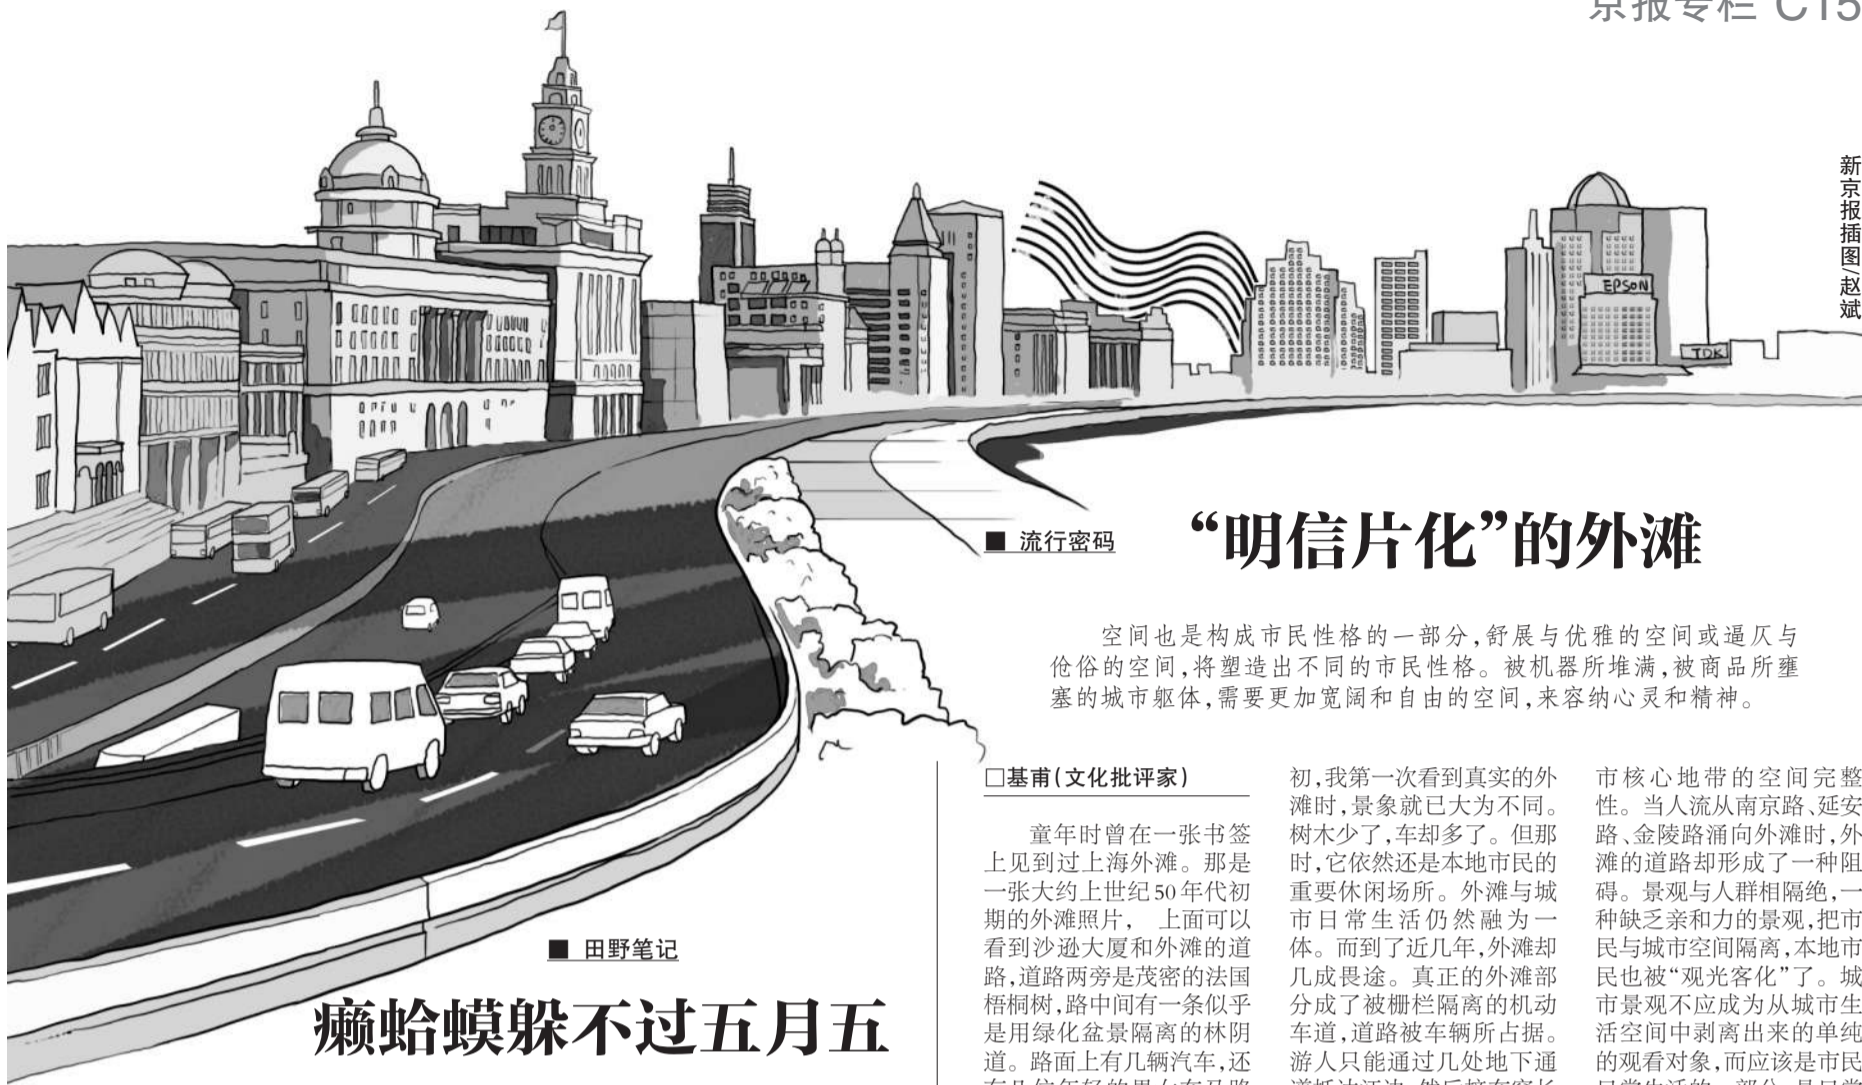 京报专栏 C15
新京报插图/赵斌
EPSON
TDK
■ 流行密码
“明信片化”的外滩
空间也是构成市民性格的一部分,舒展与优雅的空间或逼仄与
伧俗的空间,将塑造出不同的市民性格。被机器所堆满,被商品所壅
塞的城市躯体,需要更加宽阔和自由的空间,来容纳心灵和精神。
□基甫(文化批评家)
童年时曾在一张书签
上见到过上海外滩。那是
一张大约上世纪50年代初
期的外滩照片， 上面可以
看到沙逊大厦和外滩的道
路,道路两旁是茂密的法国
梧桐树,路中间有一条似乎
是用绿化盆景隔离的林阴
道。路面上有几辆汽车,还
初,我第一次看到真实的外
滩时,景象就已大为不同。
树木少了,车却多了。但那
时,它依然还是本地市民的
重要休闲场所。外滩与城
市日常生活仍然融为一
体。而到了近几年,外滩却
几成畏途。真正的外滩部
分成了被栅栏隔离的机动
车道,道路被车辆所占据。
游人只能通过几处地下通
市核心地带的空间完整
性。当人流从南京路、延安
路、金陵路涌向外滩时,外
滩的道路却形成了一种阻
碍。景观与人群相隔绝,一
种缺乏亲和力的景观,把市
民与城市空间隔离,本地市
民也被“观光客化”了。城
市景观不应成为从城市生
活空间中剥离出来的单纯
的观看对象,而应该是市民
■ 田野笔记
癞蛤蟆躲不过五月五